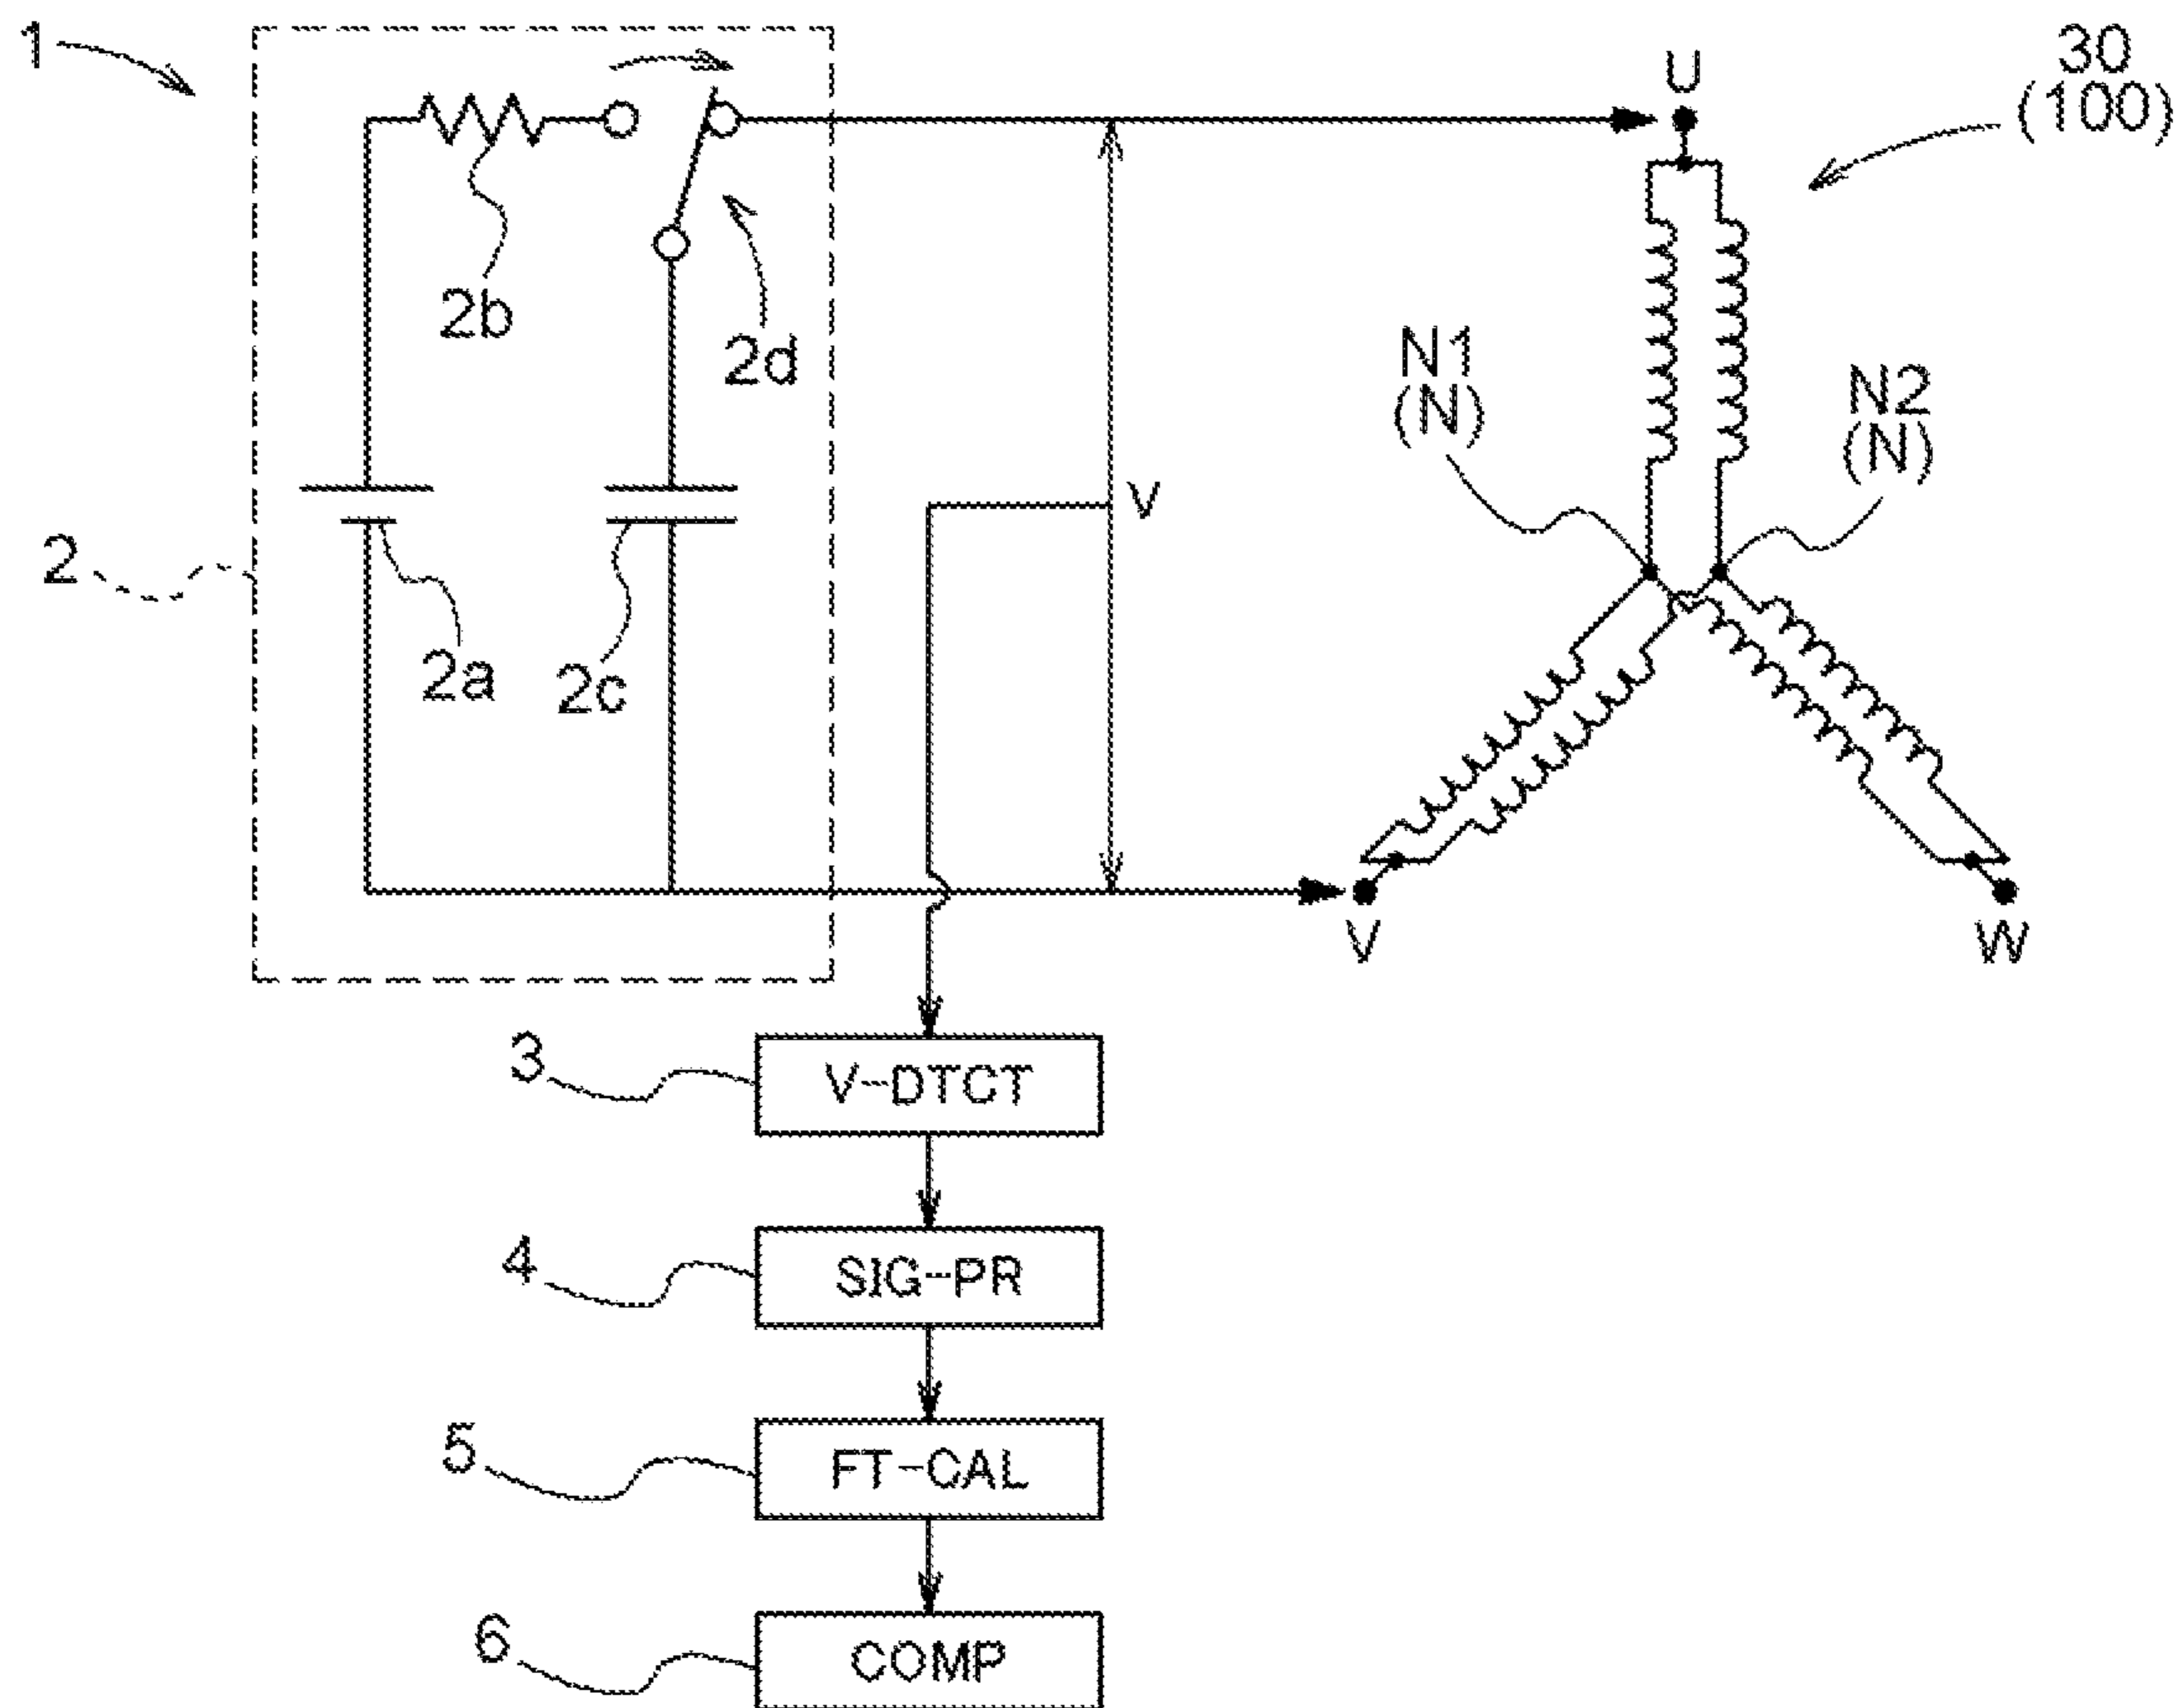 1
30
(100)
U
2b
2d
N1
(N)
N2
(N)
v
2
2a
2c
V
W
3
V-DTCT
4
SIG-PR
5
FT-CAL
6
COMP